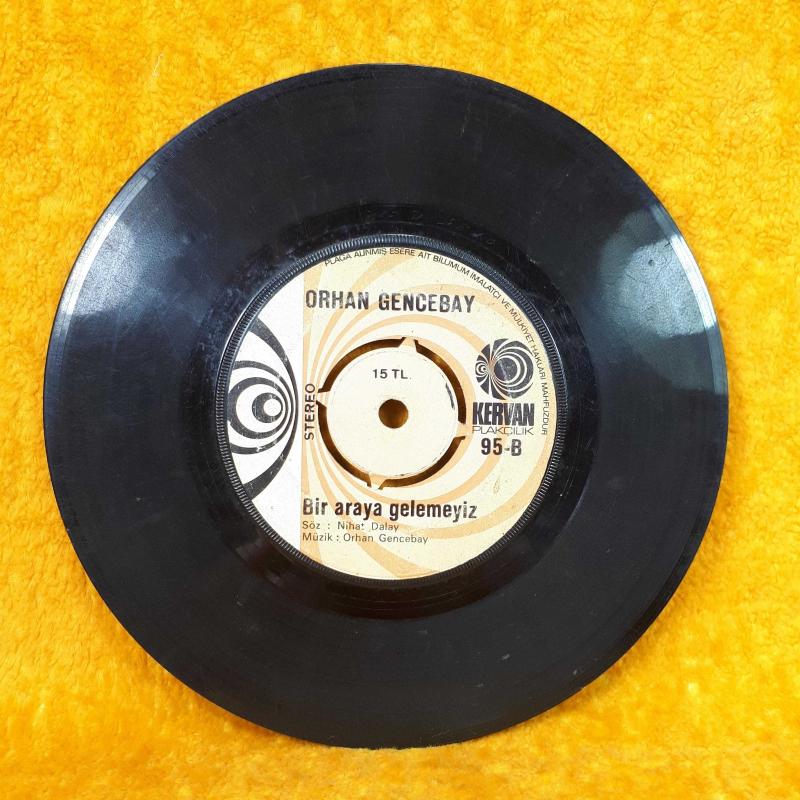 PLAĞA ALINMIŞ ESERE AİT BİLÜMUM İMALATÇI VE MÜLKİYET HAKLARI MAHFUZDUR
ORHAN GENCEBAY
15 TL.
STEREO
KERVAN
PLAKÇILIK
95-B
Bir araya gelemeyiz
Söz : Nihat Dalay
Müzik : Orhan Gencebay